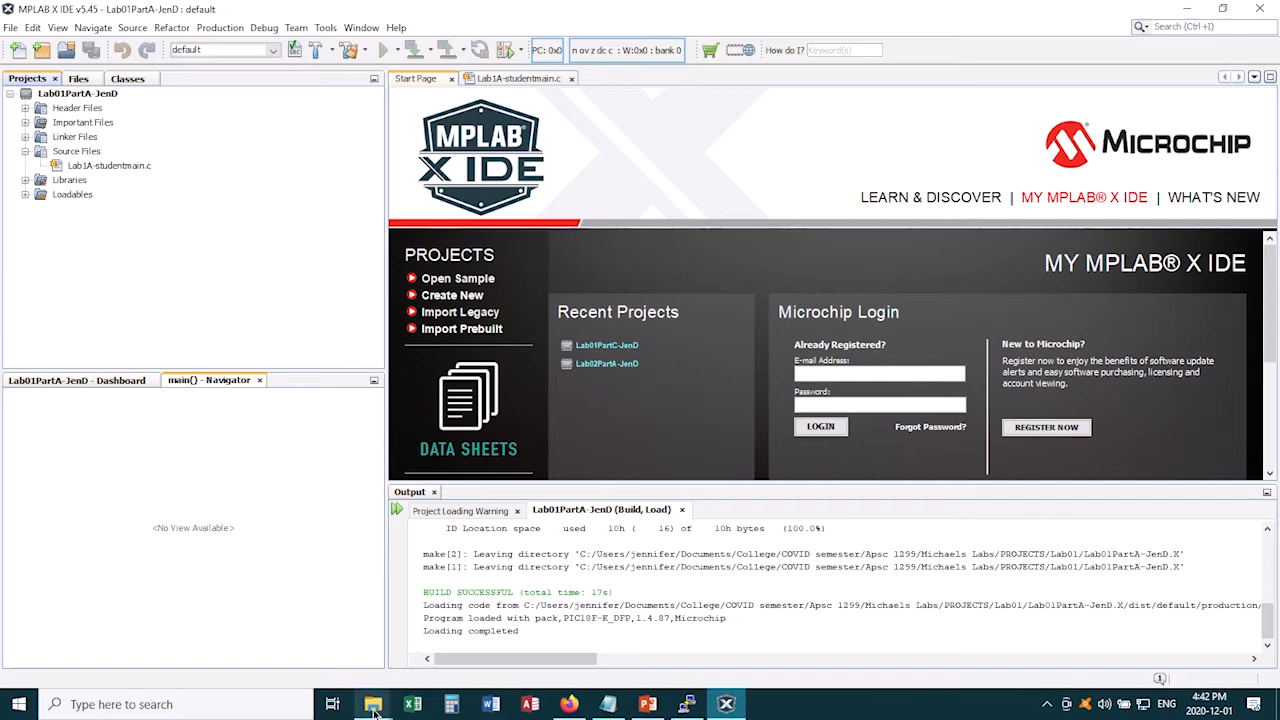 MPLAB X IDE v5.45 - Lab01PartA-JenD : default
File Edit View Navigate Source Refactor Production Debug Team Tools Window Help
Search (Ctrl+I)
default
PC: 0x0
n ov z dc c : W:0x0 : bank 0
How do I?
Keyword(s)
Projects
Files
Classes
Lab01PartA-JenD
Header Files
Important Files
Linker Files
Source Files
Lab1A-studentmain.c
Libraries
Loadables
Start Page
Lab1A-studentmain.c
MPLAB®
X IDE
MICROCHIP
LEARN & DISCOVER | MY MPLAB® X IDE | WHAT'S NEW
PROJECTS
Open Sample
Create New
Import Legacy
Import Prebuilt
DATA SHEETS
MY MPLAB® X IDE
Recent Projects
Lab01PartC-JenD
Lab02PartA-JenD
Microchip Login
Already Registered?
E-mail Address:
Password:
LOGIN
Forgot Password?
New to Microchip?
Register now to enjoy the benefits of software update
alerts and easy software purchasing, licensing and
account viewing.
REGISTER NOW
Lab01PartA-JenD - Dashboard
main() - Navigator
<No View Available>
Output
Project Loading Warning
Lab01PartA-JenD (Build, Load)
ID Location space used 10h ( 16) of 10h bytes (100.0%)
make[2]: Leaving directory 'C:/Users/jennifer/Documents/College/COVID semester/Apsc 1299/Michaels Labs/PROJECTS/Lab01/Lab01PartA-JenD.X'
make[1]: Leaving directory 'C:/Users/jennifer/Documents/College/COVID semester/Apsc 1299/Michaels Labs/PROJECTS/Lab01/Lab01PartA-JenD.X'
BUILD SUCCESSFUL (total time: 17s)
Loading code from C:/Users/jennifer/Documents/College/COVID semester/Apsc 1299/Michaels Labs/PROJECTS/Lab01/Lab01PartA-JenD.X/dist/default/production/
Program loaded with pack,PIC18F-K_DFP,1.4.87,Microchip
Loading completed
1
Type here to search
ENG
4:42 PM
2020-12-01